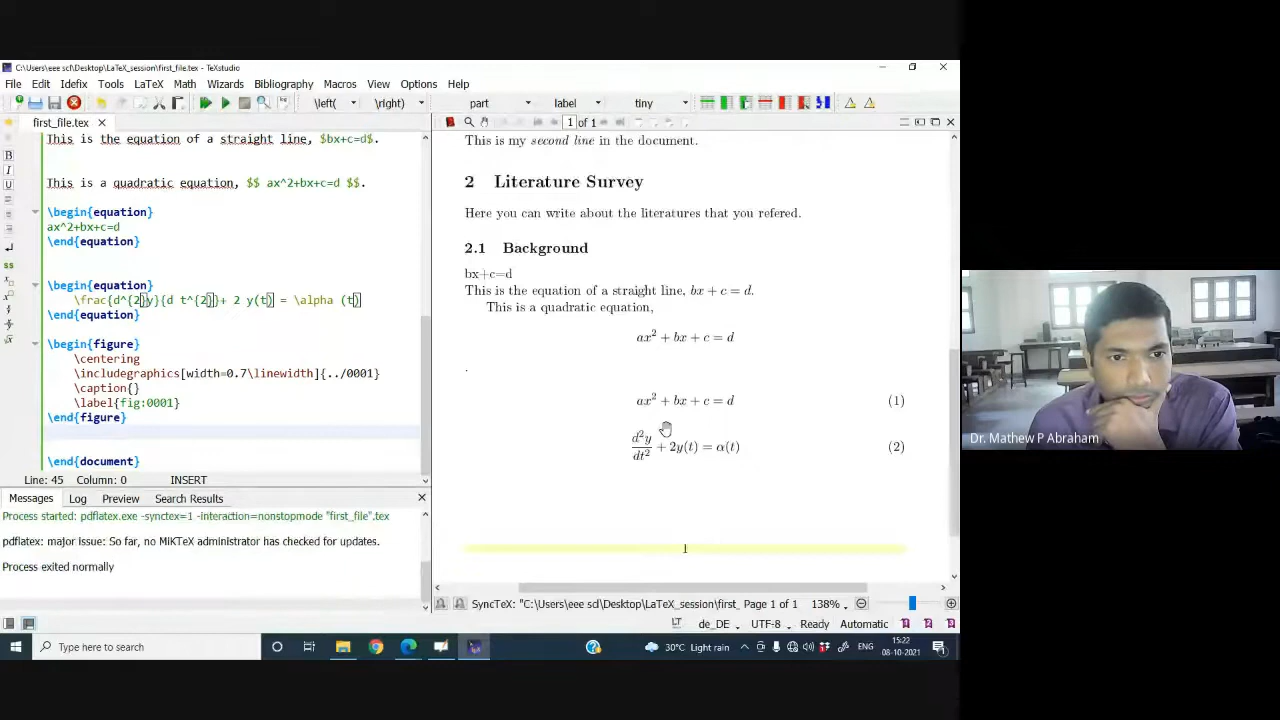 C:\Users\eee scl\Desktop\LaTeX_session\first_file.tex - TeXstudio
File Edit Idefix Tools LaTeX Math Wizards Bibliography Macros View Options Help
\left( \right) part label tiny
first_file.tex
1 of 1
This is the equation of a straight line, $bx+c=d$.
This is a quadratic equation, $$ ax^2+bx+c=d $$.
\begin{equation}
ax^2+bx+c=d
\end{equation}
\begin{equation}
\frac{d^{2}y}{d t^{2}}+ 2 y(t) = \alpha (t)
\end{equation}
\begin{figure}
\centering
\includegraphics[width=0.7\linewidth]{../0001}
\caption{}
\label{fig:0001}
\end{figure}
\end{document}
Line: 45 Column: 0 INSERT
Messages Log Preview Search Results
Process started: pdflatex.exe -synctex=1 -interaction=nonstopmode "first_file".tex
pdflatex: major issue: So far, no MiKTeX administrator has checked for updates.
Process exited normally
This is my second line in the document.
2 Literature Survey
Here you can write about the literatures that you refered.
2.1 Background
bx+c=d
This is the equation of a straight line, bx + c = d.
This is a quadratic equation,
ax² + bx + c = d
.
ax² + bx + c = d (1)
d²y/dt² + 2y(t) = α(t) (2)
1
SyncTeX: "C:\Users\eee scl\Desktop\LaTeX_session\first_ Page 1 of 1 138%
de_DE UTF-8 Ready Automatic
Dr. Mathew P Abraham
Type here to search
30°C Light rain ENG 15:22
08-10-2021